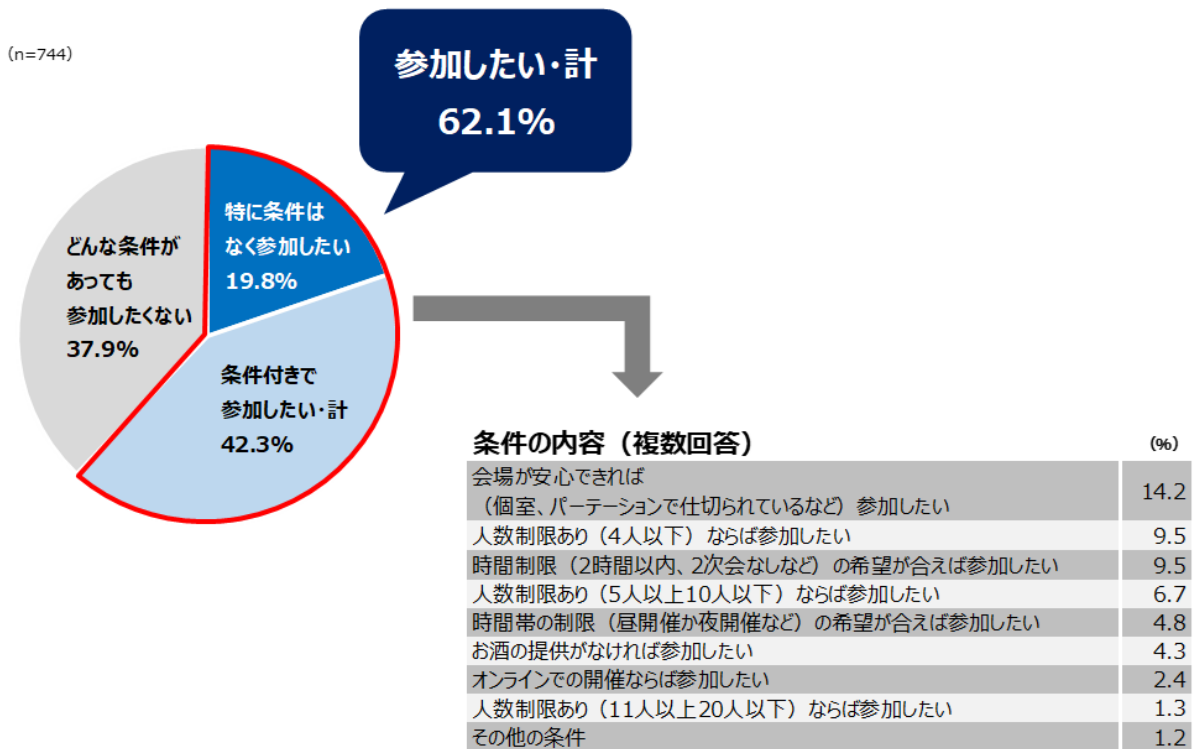 (n=744)
参加したい・計
62.1%
特に条件は
なく参加したい
19.8%
どんな条件が
あっても
参加したくない
37.9%
条件付きで
参加したい・計
42.3%
条件の内容（複数回答） (%)
会場が安心できれば
（個室、パーテーションで仕切られているなど）参加したい 14.2
人数制限あり（4人以下）ならば参加したい 9.5
時間制限（2時間以内、2次会なしなど）の希望が合えば参加したい 9.5
人数制限あり（5人以上10人以下）ならば参加したい 6.7
時間帯の制限（昼開催か夜開催など）の希望が合えば参加したい 4.8
お酒の提供がなければ参加したい 4.3
オンラインでの開催ならば参加したい 2.4
人数制限あり（11人以上20人以下）ならば参加したい 1.3
その他の条件 1.2